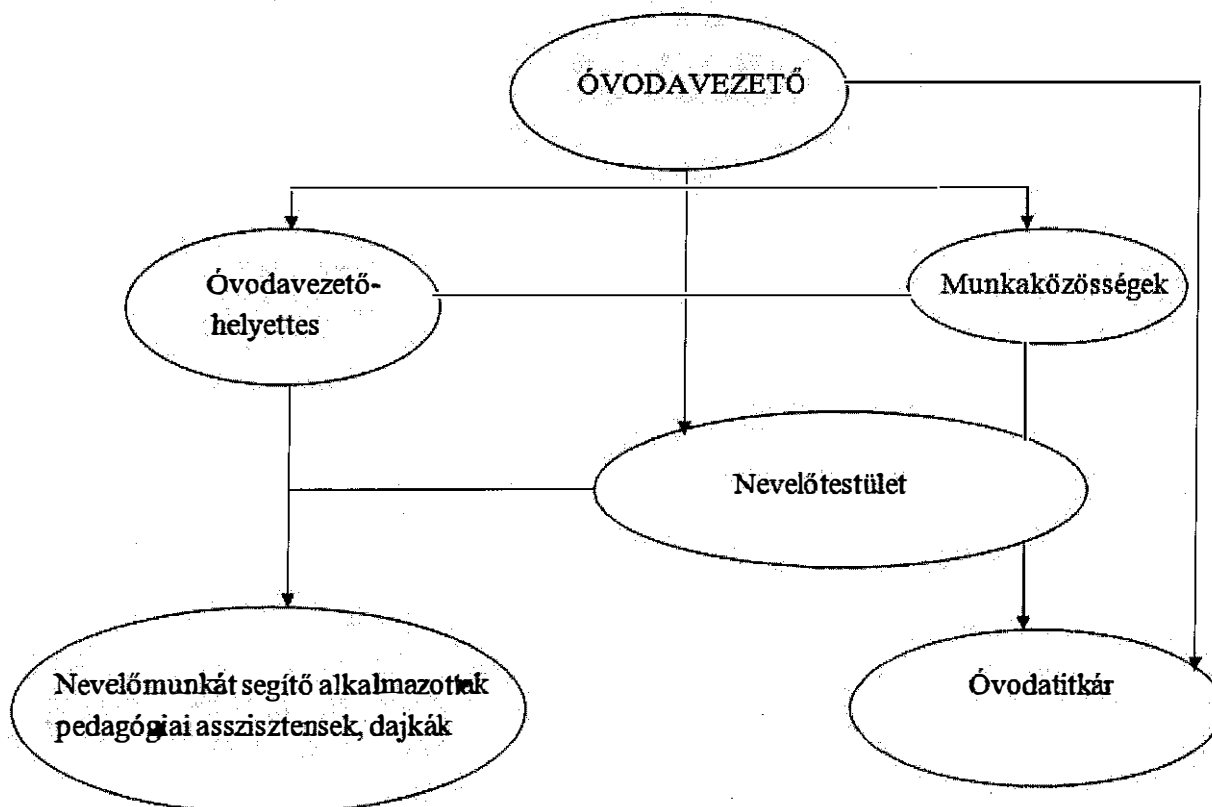 ÓVODAVEZETŐ
Óvodavezető-
helyettes
Munkaközösségek
Nevelőtestület
Nevelőmunkát segítő alkalmazottak
pedagógiai asszisztensek, dajkák
Óvodatitkár